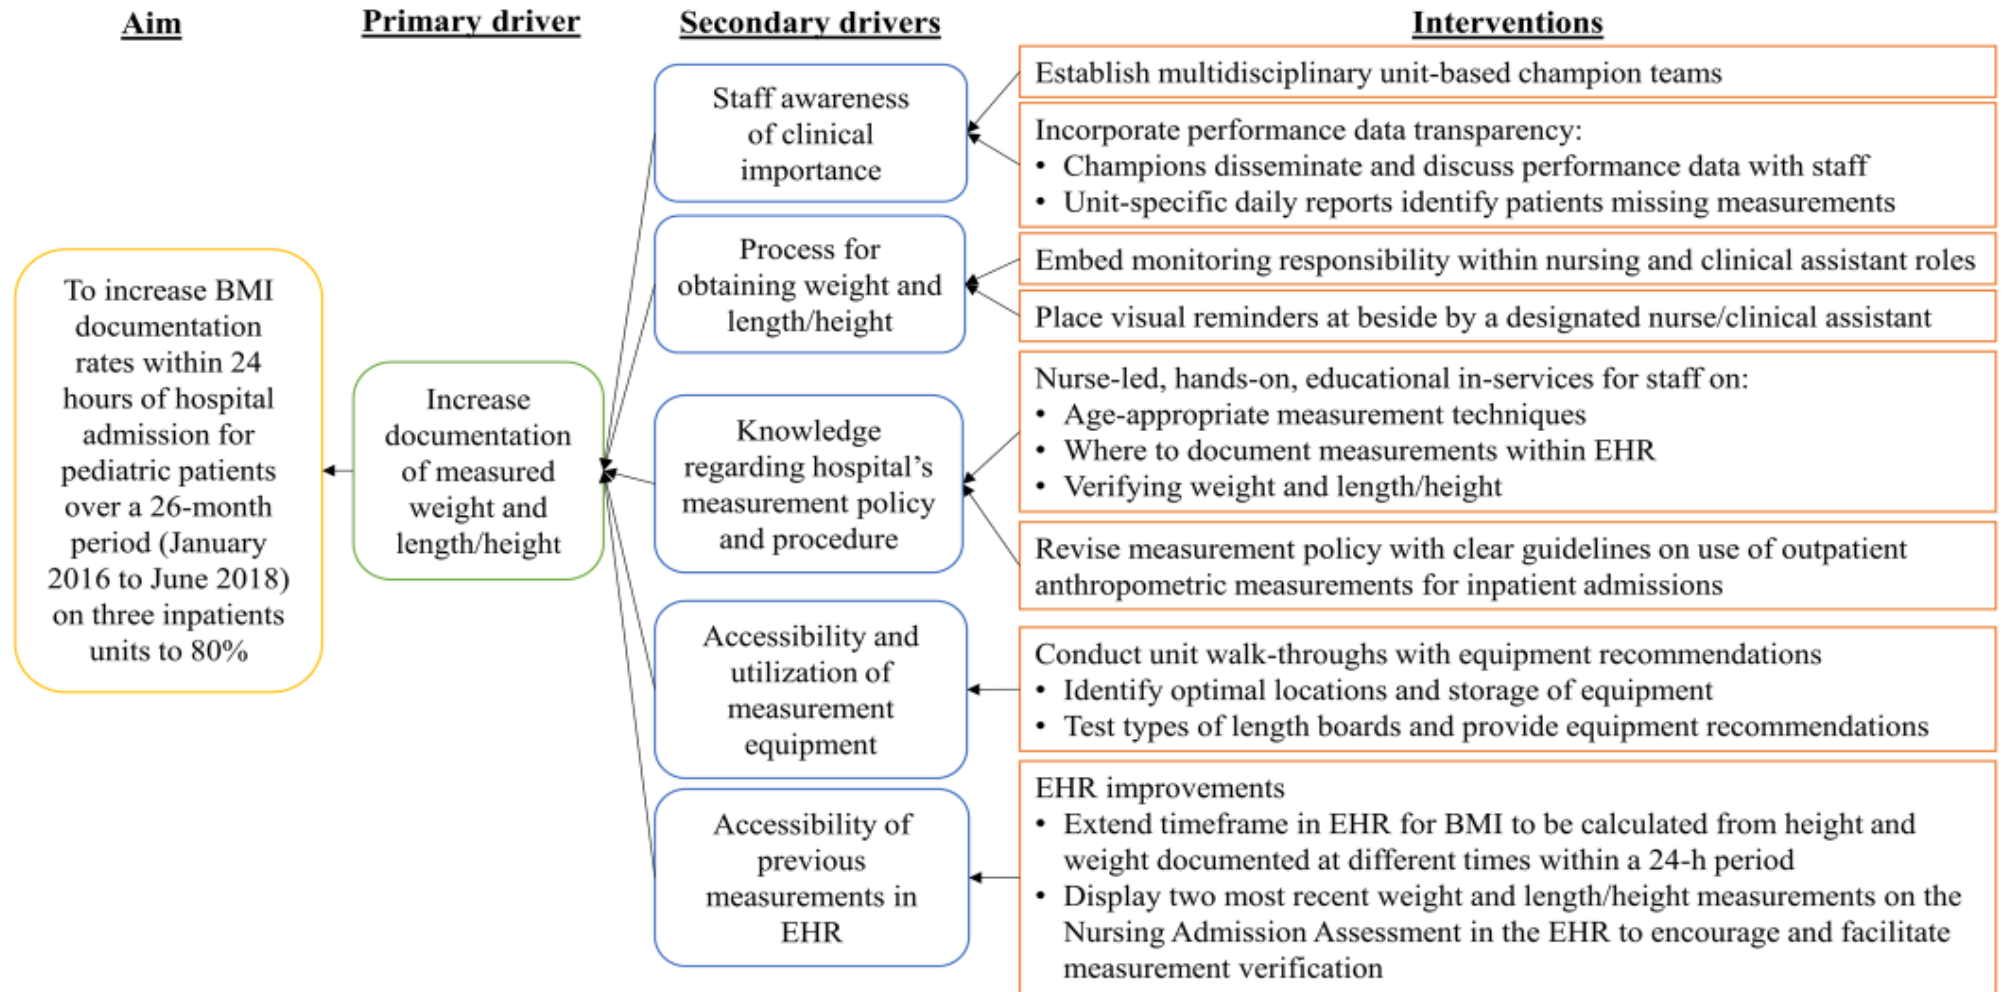 Aim
Primary driver
Secondary drivers
Interventions
To increase BMI
documentation
rates within 24
hours of hospital
admission for
pediatric patients
over a 26-month
period (January
2016 to June 2018)
on three inpatients
units to 80%
Increase
documentation
of measured
weight and
length/height
Staff awareness
of clinical
importance
Process for
obtaining weight and
length/height
Knowledge
regarding hospital’s
measurement policy
and procedure
Accessibility and
utilization of
measurement
equipment
Accessibility of
previous
measurements in
EHR
Establish multidisciplinary unit-based champion teams
Incorporate performance data transparency:
• Champions disseminate and discuss performance data with staff
• Unit-specific daily reports identify patients missing measurements
Embed monitoring responsibility within nursing and clinical assistant roles
Place visual reminders at beside by a designated nurse/clinical assistant
Nurse-led, hands-on, educational in-services for staff on:
• Age-appropriate measurement techniques
• Where to document measurements within EHR
• Verifying weight and length/height
Revise measurement policy with clear guidelines on use of outpatient
anthropometric measurements for inpatient admissions
Conduct unit walk-throughs with equipment recommendations
• Identify optimal locations and storage of equipment
• Test types of length boards and provide equipment recommendations
EHR improvements
• Extend timeframe in EHR for BMI to be calculated from height and
weight documented at different times within a 24-h period
• Display two most recent weight and length/height measurements on the
Nursing Admission Assessment in the EHR to encourage and facilitate
measurement verification